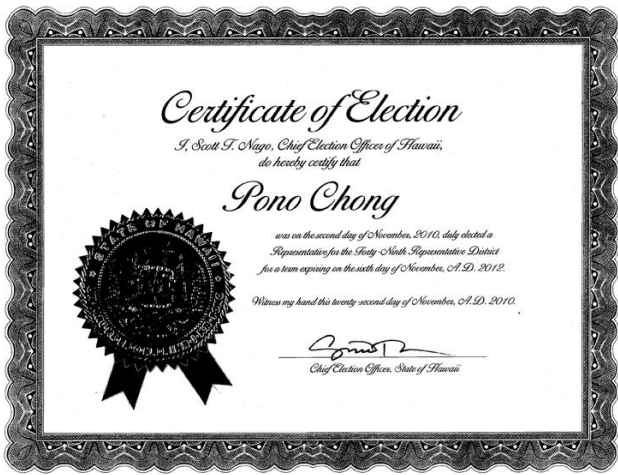 Certificate of Election
I, Scott T. Nago, Chief Election Officer of Hawaii,
do hereby certify that
Pono Chong
was on the second day of November, 2010, duly elected a
Representative for the Forty-Ninth Representative District
for a term expiring on the sixth day of November, A.D. 2012.
Witness my hand this twenty-second day of November, A.D. 2010.
Chief Election Officer, State of Hawaii
STATE OF HAWAII